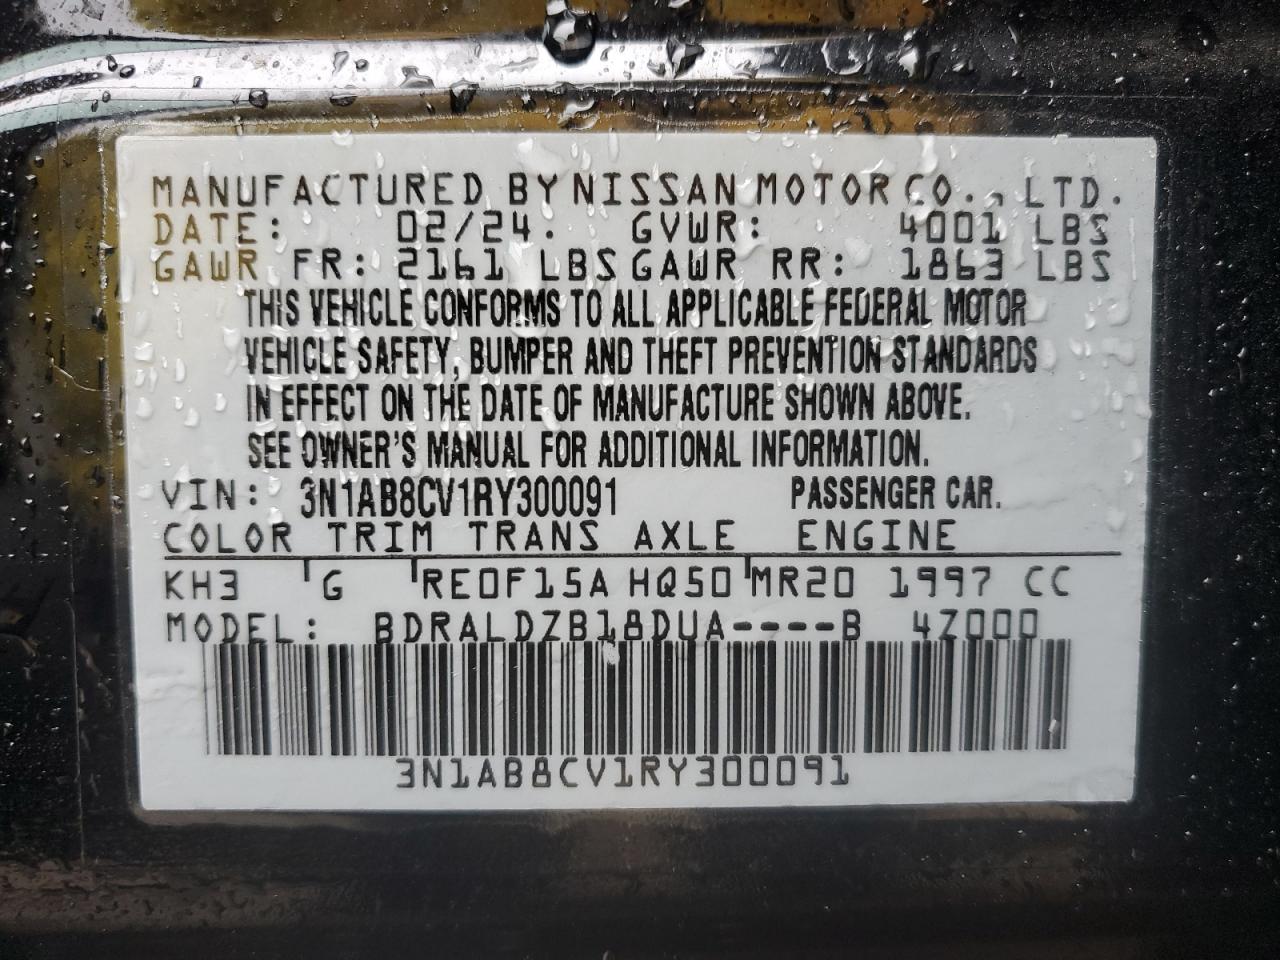 MANUFACTURED BY NISSAN MOTOR CO., LTD.
DATE: 02/24. GVWR: 4001 LBS
GAWR FR: 2161 LBS GAWR RR: 1863 LBS
THIS VEHICLE CONFORMS TO ALL APPLICABLE FEDERAL MOTOR
VEHICLE SAFETY, BUMPER AND THEFT PREVENTION STANDARDS
IN EFFECT ON THE DATE OF MANUFACTURE SHOWN ABOVE.
SEE OWNER'S MANUAL FOR ADDITIONAL INFORMATION.
VIN: 3N1AB8CV1RY300091 PASSENGER CAR.
COLOR TRIM TRANS AXLE ENGINE
KH3 G RE0F15A HQ50 MR20 1997 CC
MODEL: BDRALDZB18DUA----B 4Z000
3N1AB8CV1RY300091